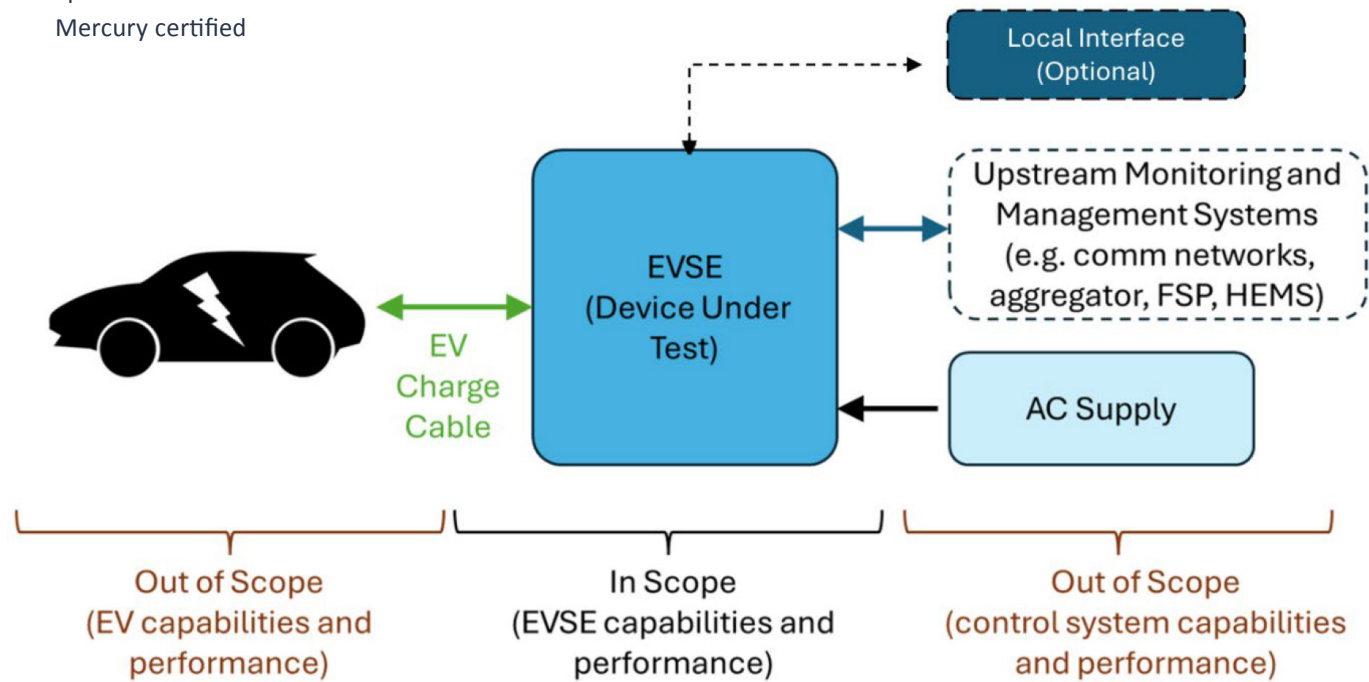 Mercury certified
Local Interface
(Optional)
Upstream Monitoring and
Management Systems
(e.g. comm networks,
aggregator, FSP, HEMS)
EVSE
(Device Under
Test)
EV
Charge
Cable
AC Supply
Out of Scope
(EV capabilities and
performance)
In Scope
(EVSE capabilities and
performance)
Out of Scope
(control system capabilities
and performance)